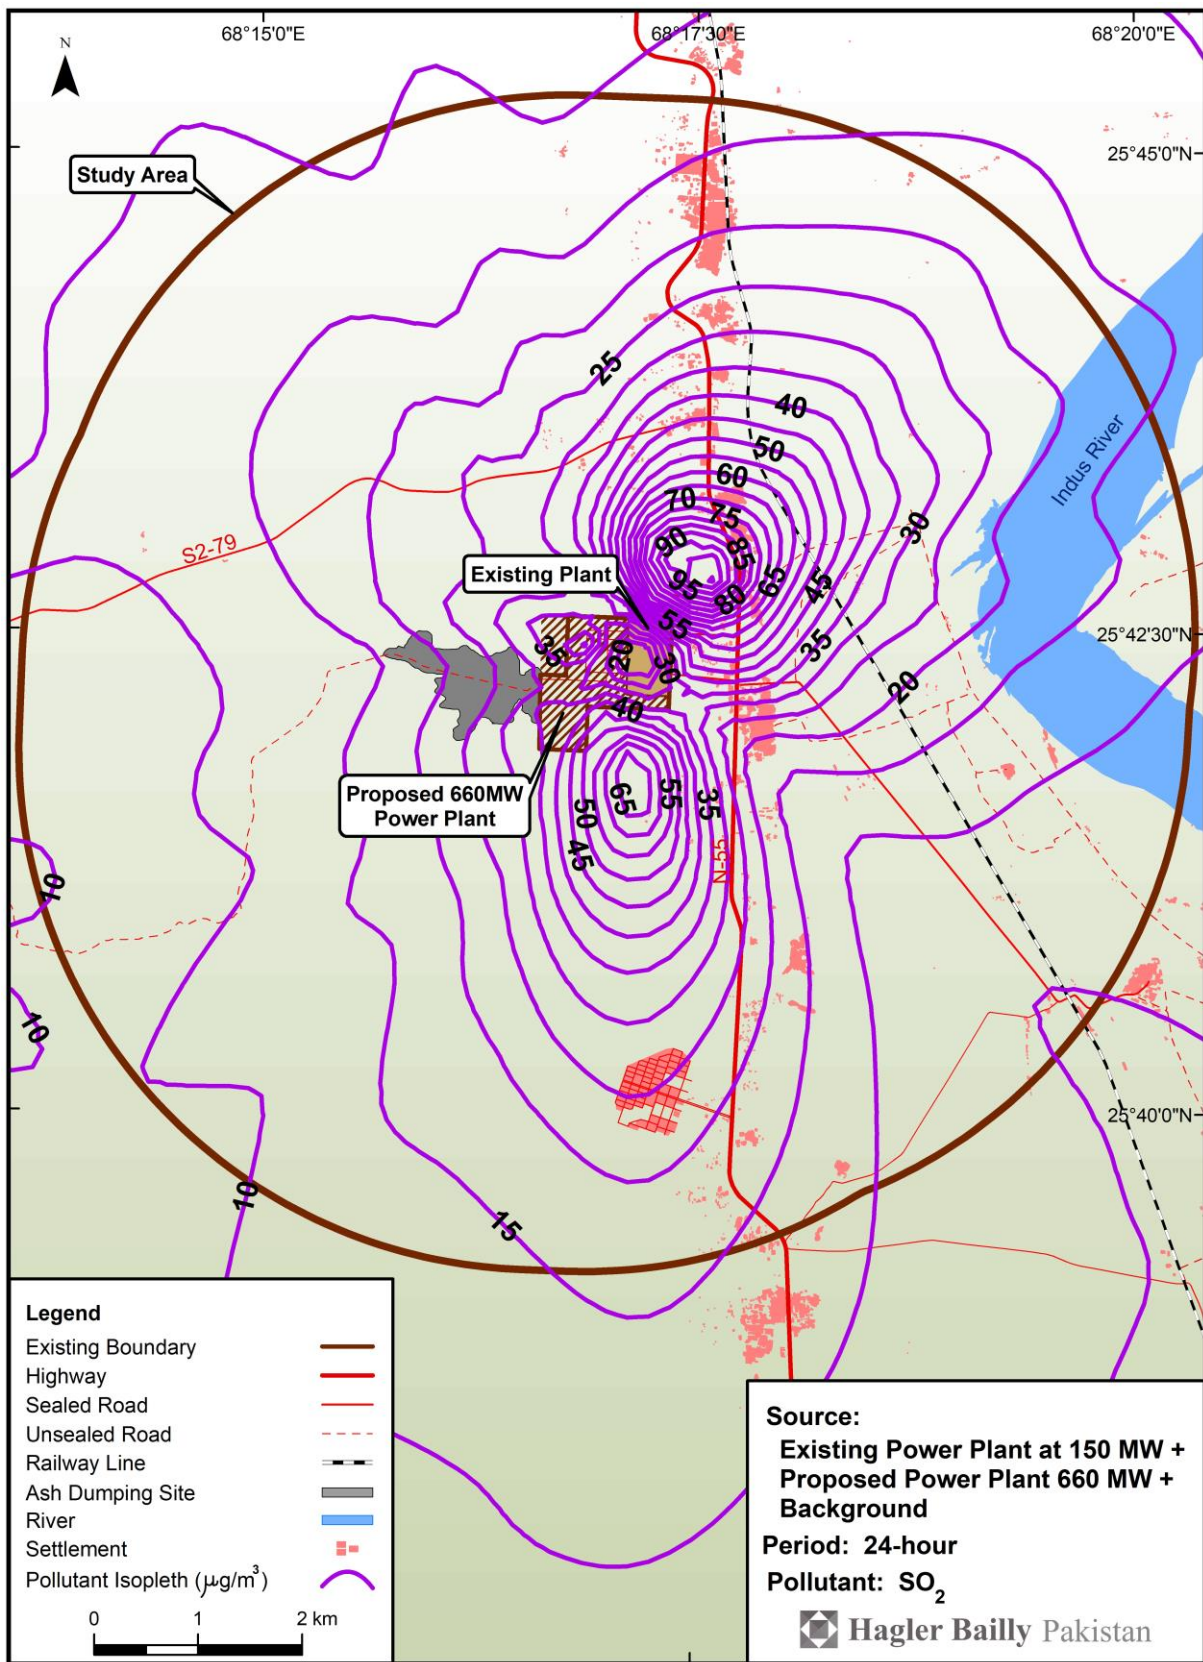 N
68°15'0"E
68°17'30"E
68°20'0"E
25°45'0"N
Study Area
25
40
50
60
Indus River
70
75
30
S2-79
90
85
Existing Plant
95
65
45
80
55
25°42'30"N
35
20
35
30
20
40
Proposed 660MW
Power Plant
65
55
35
50
45
N-55
10
10
25°40'0"N
10
15
Legend
Existing Boundary
Highway
Sealed Road
Unsealed Road
Railway Line
Ash Dumping Site
River
Settlement
Pollutant Isopleth (µg/m³)
0 1 2 km
Source:
Existing Power Plant at 150 MW +
Proposed Power Plant 660 MW +
Background
Period: 24-hour
Pollutant: SO₂
Hagler Bailly Pakistan